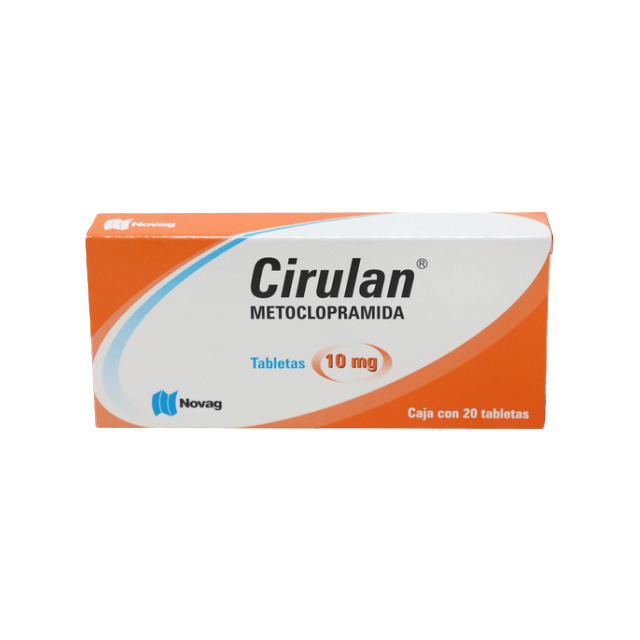 Novag
Cirulan®
METOCLOPRAMIDA
Tabletas 10 mg
Novag
Caja con 20 tabletas